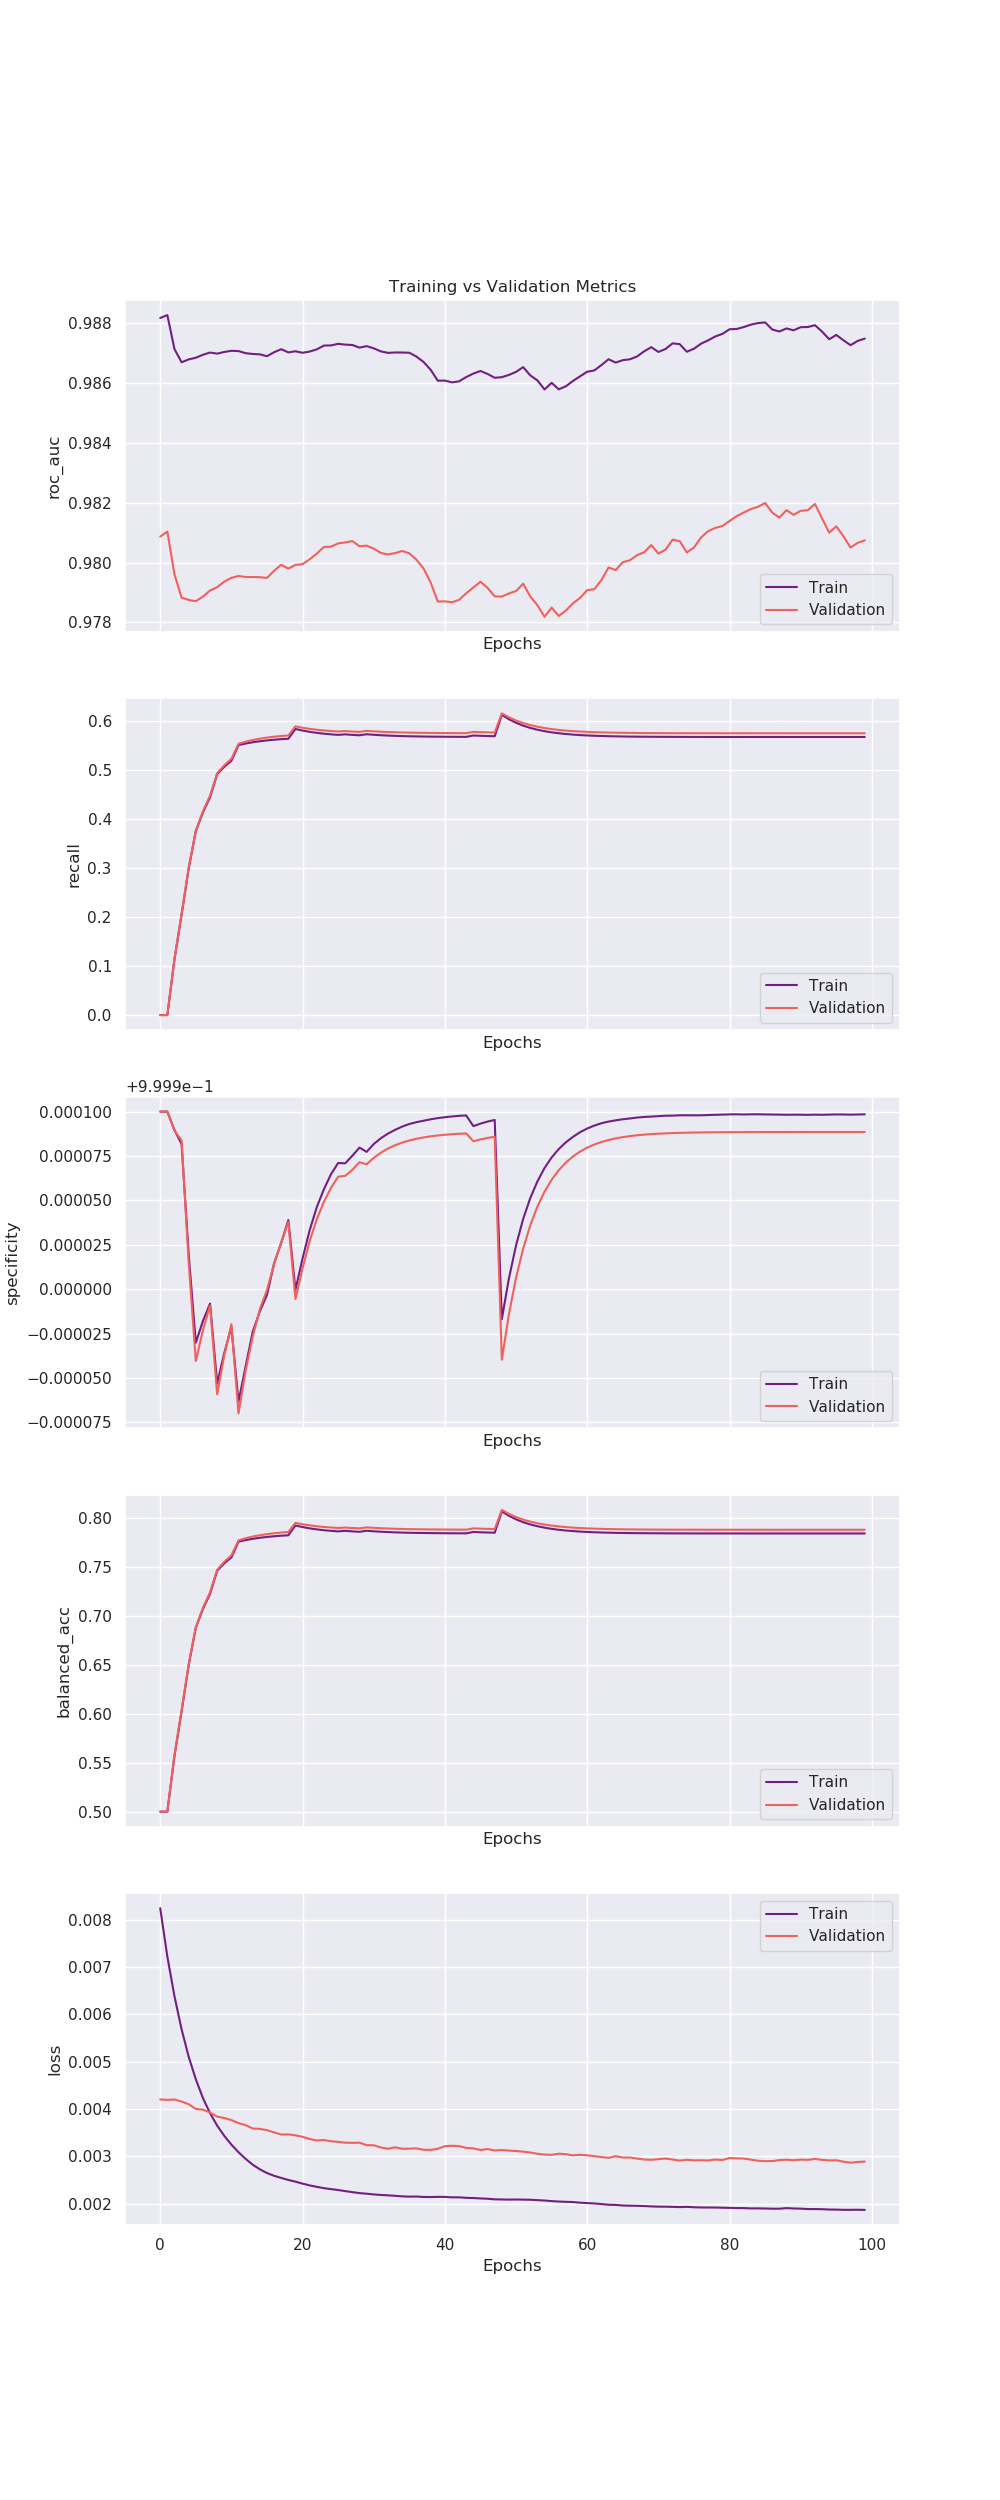 Training vs Validation Metrics
0.988
0.986
0.984
0.982
0.980
0.978
roc_auc
Train
Validation
Epochs
0.6
0.5
0.4
0.3
0.2
0.1
0.0
recall
Train
Validation
Epochs
+9.999e−1
0.000100
0.000075
0.000050
0.000025
0.000000
−0.000025
−0.000050
−0.000075
specificity
Train
Validation
Epochs
0.80
0.75
0.70
0.65
0.60
0.55
0.50
balanced_acc
Train
Validation
Epochs
0.008
0.007
0.006
0.005
0.004
0.003
0.002
loss
Train
Validation
0 20 40 60 80 100
Epochs